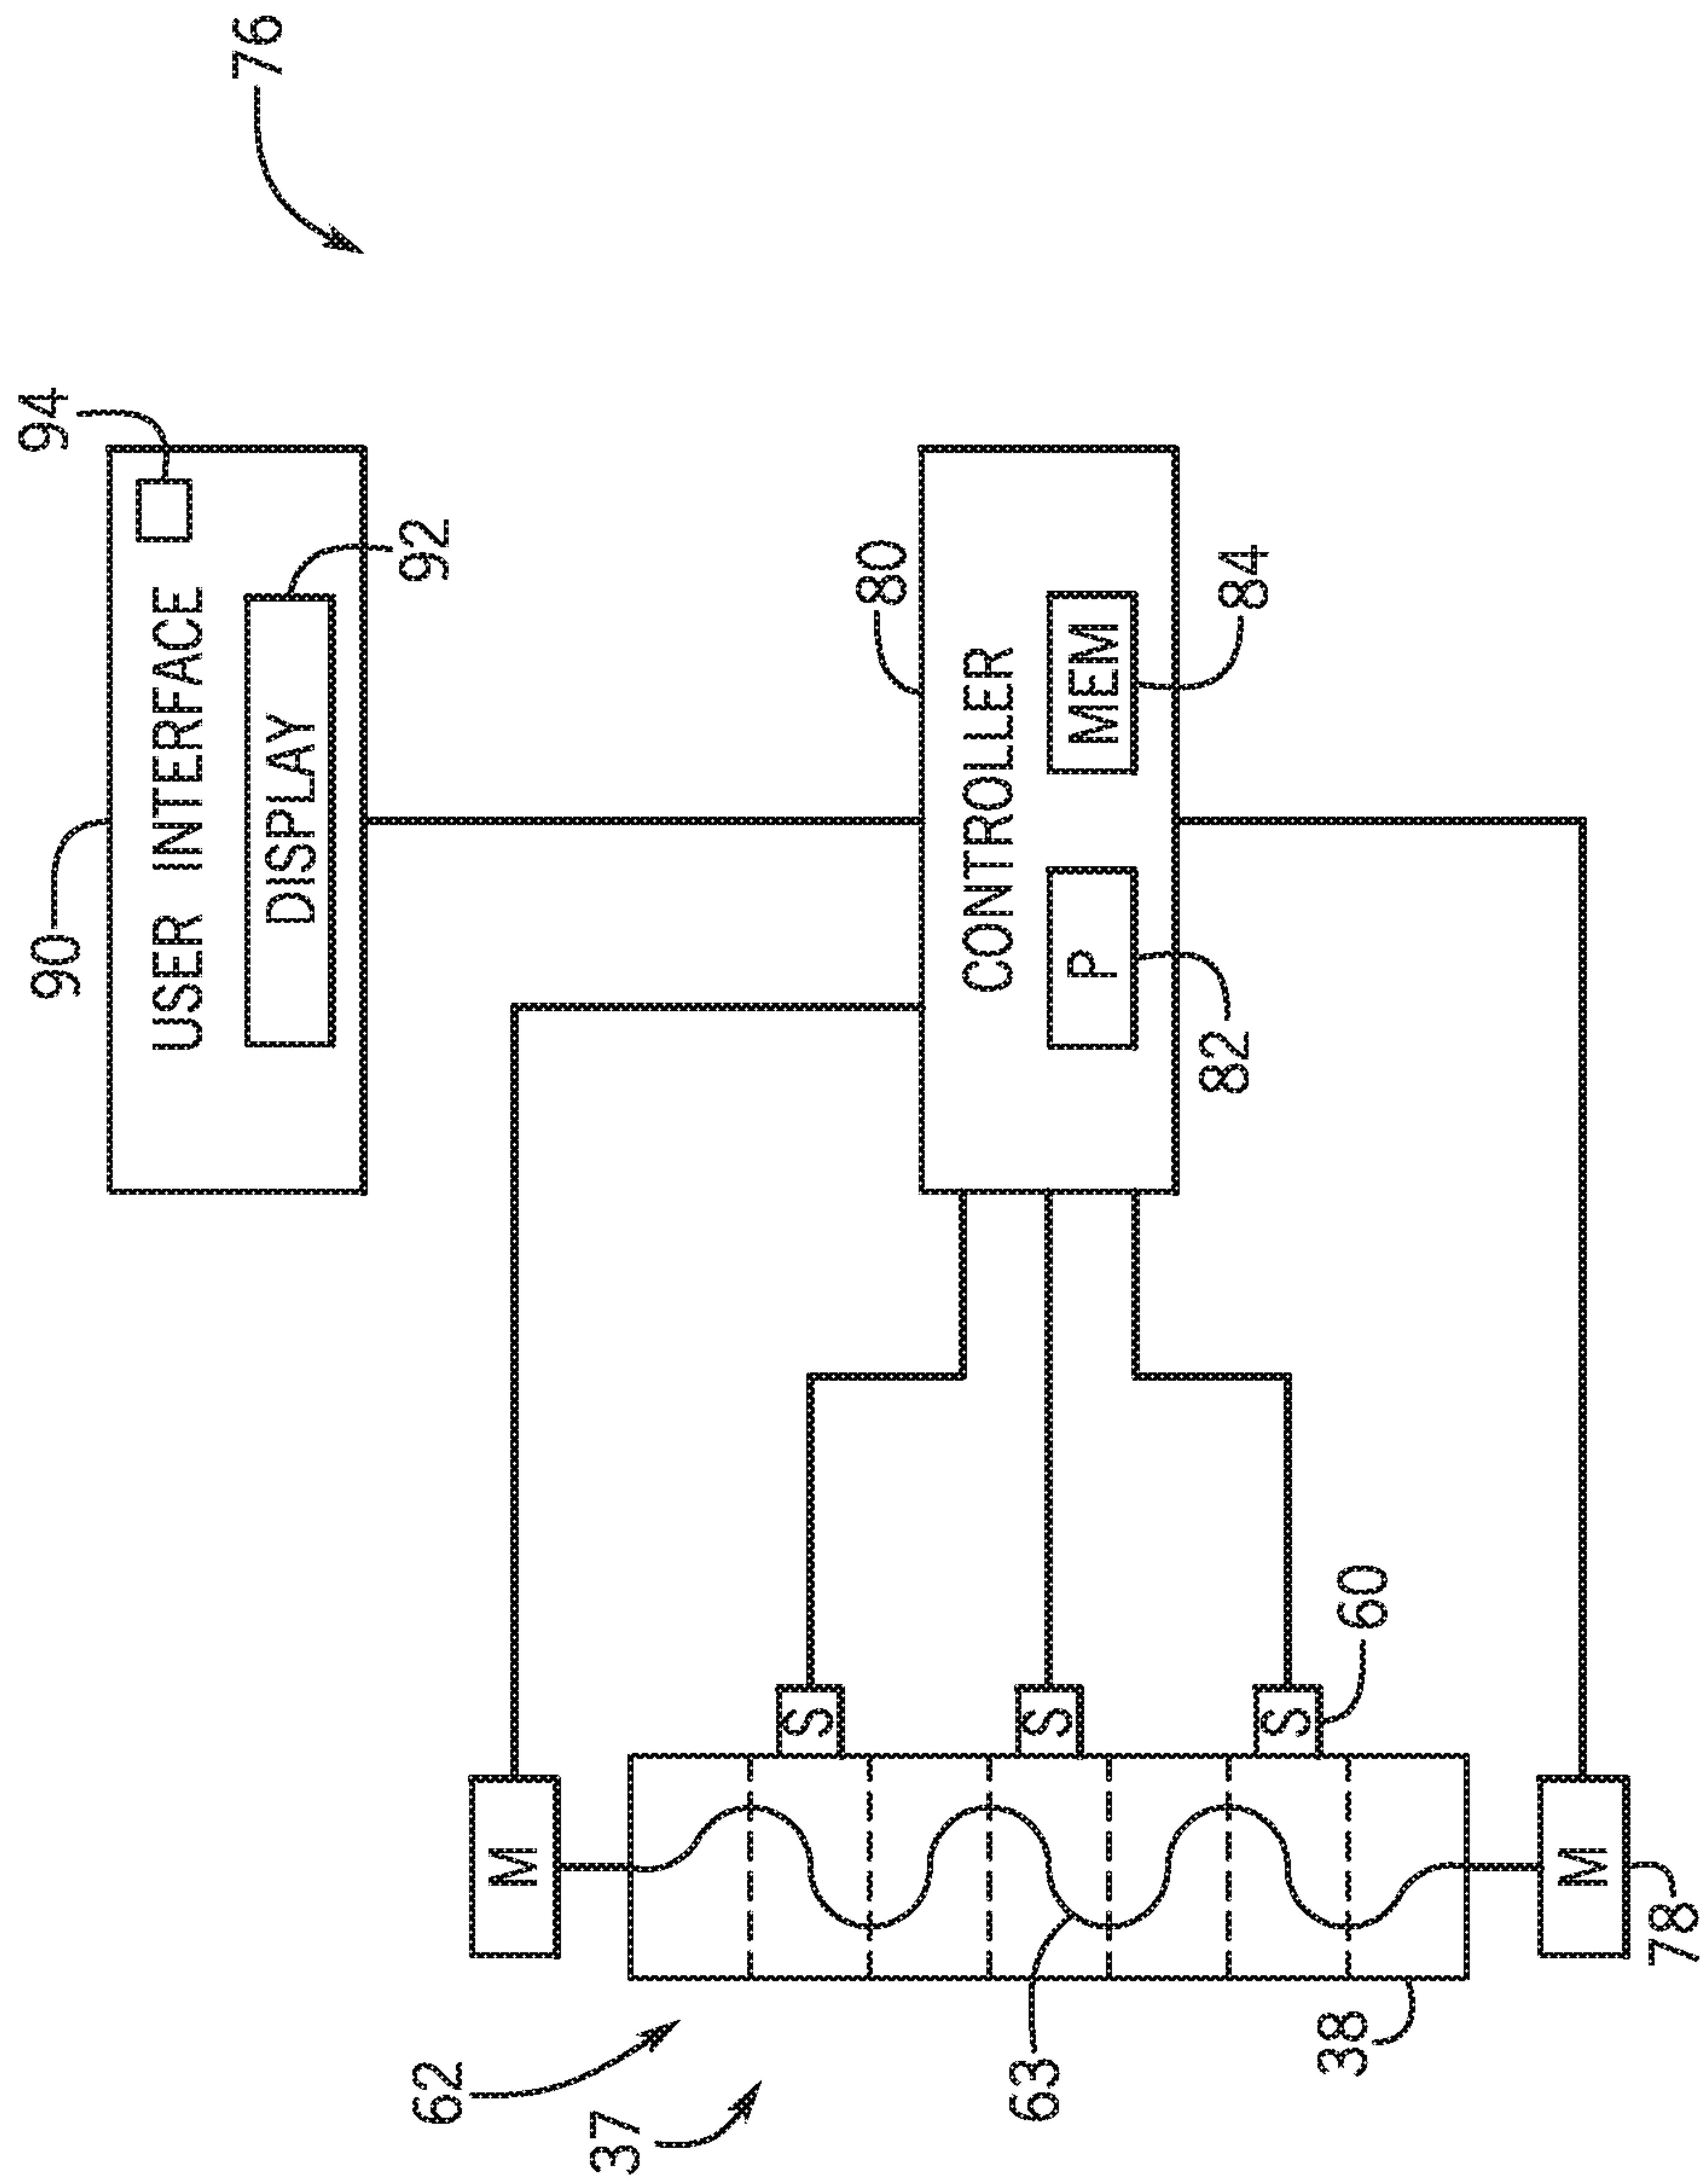 76
94
90
USER INTERFACE
DISPLAY
92
80
CONTROLLER
P
MEM
82
84
M
S
S
S
60
M
78
62
37
63
38